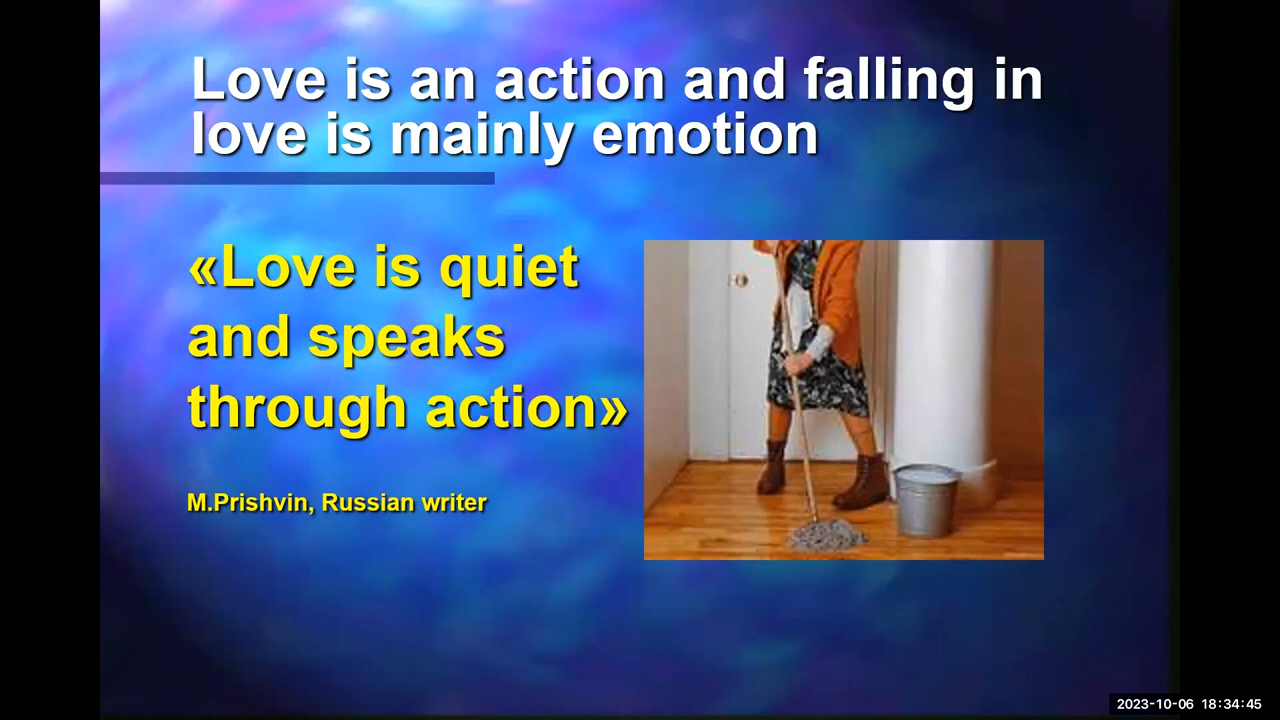 Love is an action and falling in
love is mainly emotion
«Love is quiet
and speaks
through action»
M.Prishvin, Russian writer
2023-10-06 18:34:45